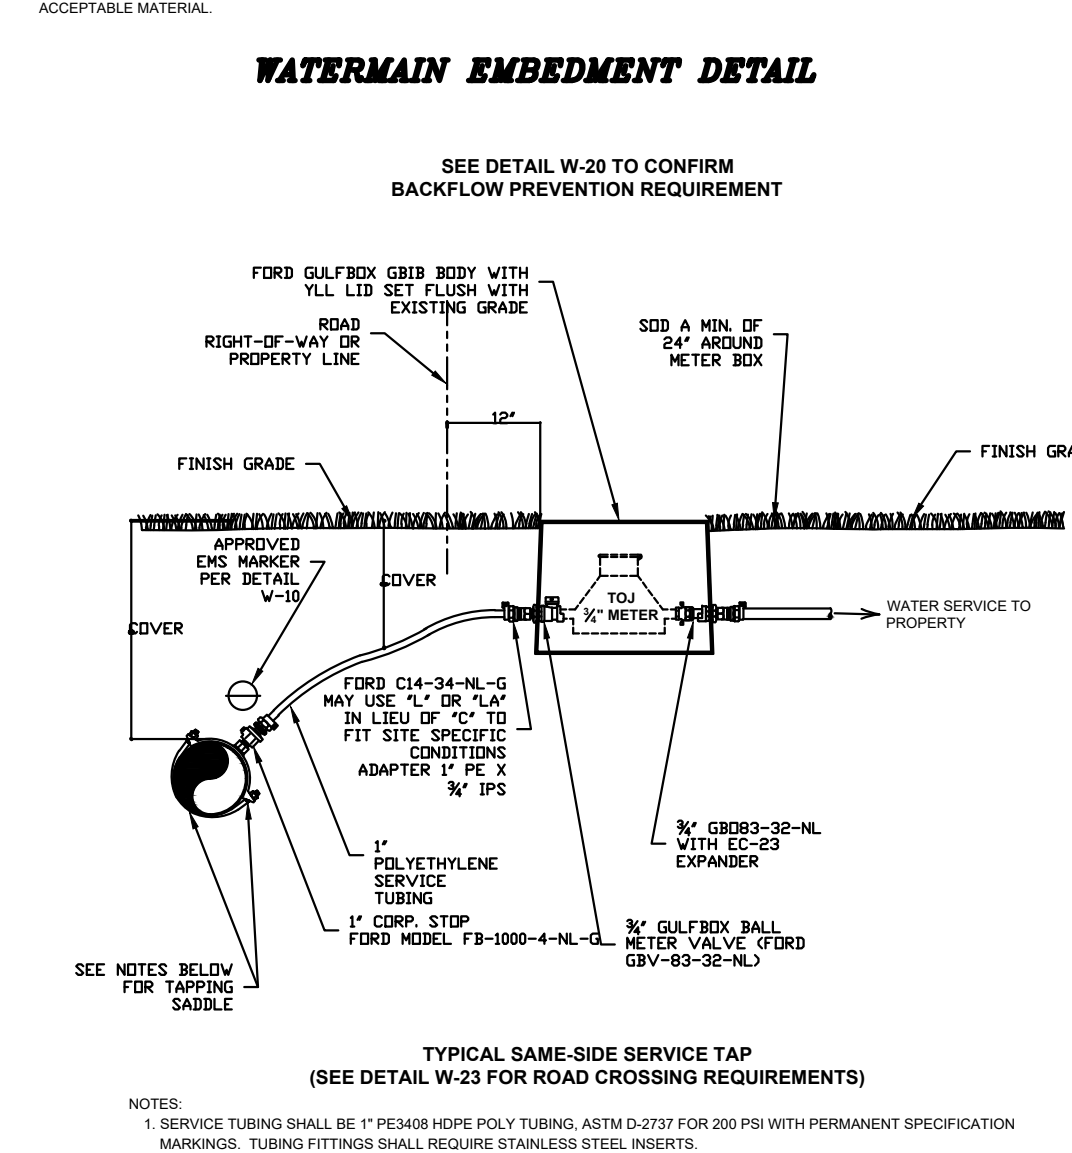 ACCEPTABLE MATERIAL.
WATERMAIN EMBEDMENT DETAIL
SEE DETAIL W-20 TO CONFIRM
BACKFLOW PREVENTION REQUIREMENT
FORD GULFBOX GBIB BODY WITH
YLL LID SET FLUSH WITH
EXISTING GRADE
ROAD
RIGHT-OF-WAY OR
PROPERTY LINE
SOD A MIN. OF
24" AROUND
METER BOX
12"
FINISH GRADE
FINISH GRA
APPROVED
EMS MARKER
PER DETAIL
W-10
COVER
COVER
TOJ
¾" METER
WATER SERVICE TO
PROPERTY
FORD C14-34-NL-G
MAY USE "L" OR "LA"
IN LIEU OF "C" TO
FIT SITE SPECIFIC
CONDITIONS
ADAPTER 1" PE X
¾" IPS
¾" GBO83-32-NL
WITH EC-23
EXPANDER
1"
POLYETHYLENE
SERVICE
TUBING
1" CORP. STOP
FORD MODEL FB-1000-4-NL-G
¾" GULFBOX BALL
METER VALVE (FORD
GBV-83-32-NL)
SEE NOTES BELOW
FOR TAPPING
SADDLE
TYPICAL SAME-SIDE SERVICE TAP
(SEE DETAIL W-23 FOR ROAD CROSSING REQUIREMENTS)
NOTES:
1. SERVICE TUBING SHALL BE 1" PE3408 HDPE POLY TUBING, ASTM D-2737 FOR 200 PSI WITH PERMANENT SPECIFICATION
MARKINGS. TUBING FITTINGS SHALL REQUIRE STAINLESS STEEL INSERTS.